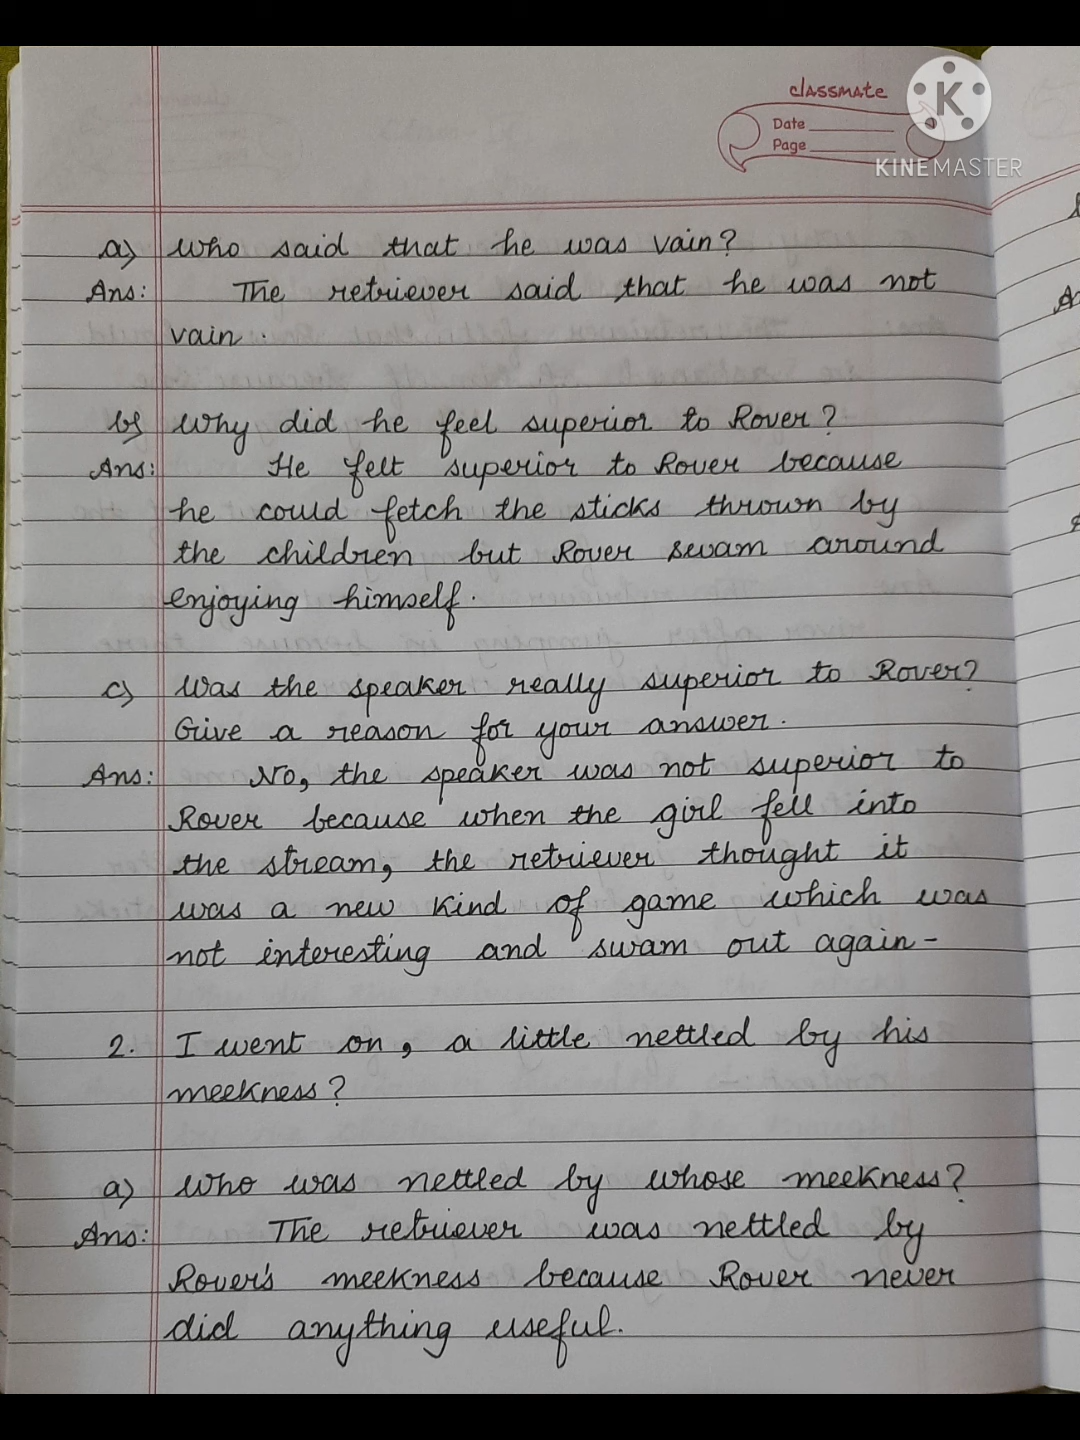 classmate
Date
Page
K
KINEMASTER
a) Who said that he was vain?
Ans: The retriever said that he was not
vain.
b) Why did he feel superior to Rover?
Ans: He felt superior to Rover because
he could fetch the sticks thrown by
the children but Rover swam around
enjoying himself.
c) Was the speaker really superior to Rover?
Give a reason for your answer.
Ans: No, the speaker was not superior to
Rover because when the girl fell into
the stream, the retriever thought it
was a new kind of game which was
not interesting and swam out again-
2. I went on, a little nettled by his
meekness?
a) Who was nettled by whose meekness?
Ans: The retriever was nettled by
Rover's meekness because Rover never
did anything useful.